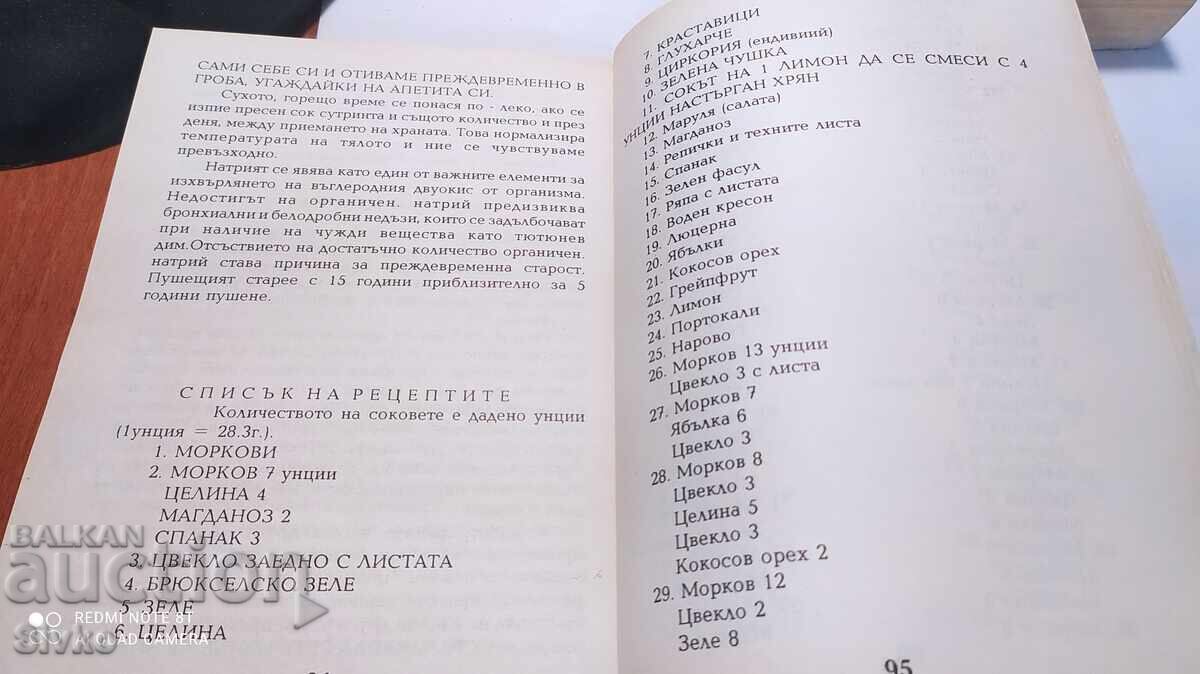 САМИ СЕБЕ СИ И ОТИВАМЕ ПРЕЖДЕВРЕМЕННО В
ГРОБА, УГАЖДАЙКИ НА АПЕТИТА СИ.
Сухото, горещо време се понася по - леко, ако се
изпие пресен сок сутринта и същото количество и през
деня, между приемането на храната. Това нормализира
температурата на тялото и ние се чувствуваме
превъзходно.
Натрият се явява като един от важните елементи за
изхвърлянето на въглеродния двуокис от организма.
Недостигът на органичен. натрий предизвиква
бронхиални и белодробни недъзи, които се задълбочават
при наличие на чужди вещества като тютюнев
дим.Отсъствието на достатъчно количество органичен.
натрий става причина за преждевременна старост.
Пушещият старее с 15 години приблизително за 5
години пушене.
СПИСЪК НА РЕЦЕПТИТЕ
Количеството на соковете е дадено унции
(1унция = 28.3г.).
1. МОРКОВИ
2. МОРКОВ 7 унции
ЦЕЛИНА 4
МАГДАНОЗ 2
СПАНАК 3
3. ЦВЕКЛО ЗАЕДНО С ЛИСТАТА
4. БРЮКСЕЛСКО ЗЕЛЕ
5. ЗЕЛЕ
6. ЦЕЛИНА
7. КРАСТАВИЦИ
8. ГЛУХАРЧЕ
9. ЦИРКОРИЯ (ендивиий)
10. ЗЕЛЕНА ЧУШКА
11. СОКЪТ НА 1 ЛИМОН ДА СЕ СМЕСИ С 4
УНЦИИ НАСТЪРГАН ХРЯН
12. Маруля (салата)
13. Магданоз
14. Репички и техните листа
15. Спанак
16. Зелен фасул
17. Ряпа с листата
18. Воден кресон
19. Люцерна
20. Ябълки
21. Кокосов орех
22. Грейпфрут
23. Лимон
24. Портокали
25. Нарово
26. Морков 13 унции
Цвекло 3 с листа
27. Морков 7
Ябълка 6
Цвекло 3
28. Морков 8
Цвекло 3
Целина 5
Цвекло 3
Кокосов орех 2
29. Морков 12
Цвекло 2
Зеле 8
95
BALKAN
auction
REDMI NOTE 8T
AI QUAD CAMERA
sivko